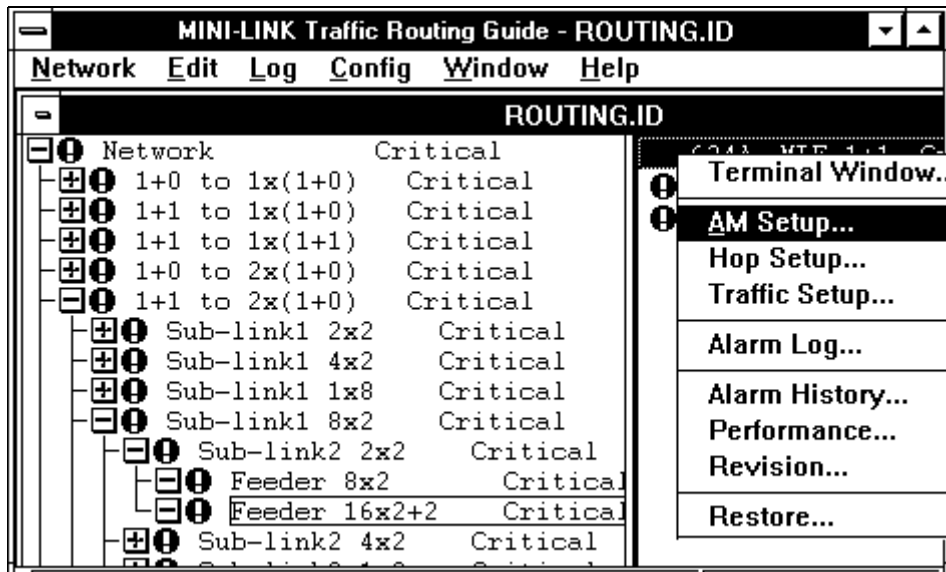 MINI-LINK Traffic Routing Guide - ROUTING.ID
Network Edit Log Config Window Help
ROUTING.ID
Network Critical
1+0 to 1x(1+0) Critical
1+1 to 1x(1+0) Critical
1+1 to 1x(1+1) Critical
1+0 to 2x(1+0) Critical
1+1 to 2x(1+0) Critical
Sub-link1 2x2 Critical
Sub-link1 4x2 Critical
Sub-link1 1x8 Critical
Sub-link1 8x2 Critical
Sub-link2 2x2 Critical
Feeder 8x2 Critical
Feeder 16x2+2 Critical
Sub-link2 4x2 Critical
Terminal Window..
AM Setup...
Hop Setup...
Traffic Setup...
Alarm Log...
Alarm History...
Performance...
Revision...
Restore...